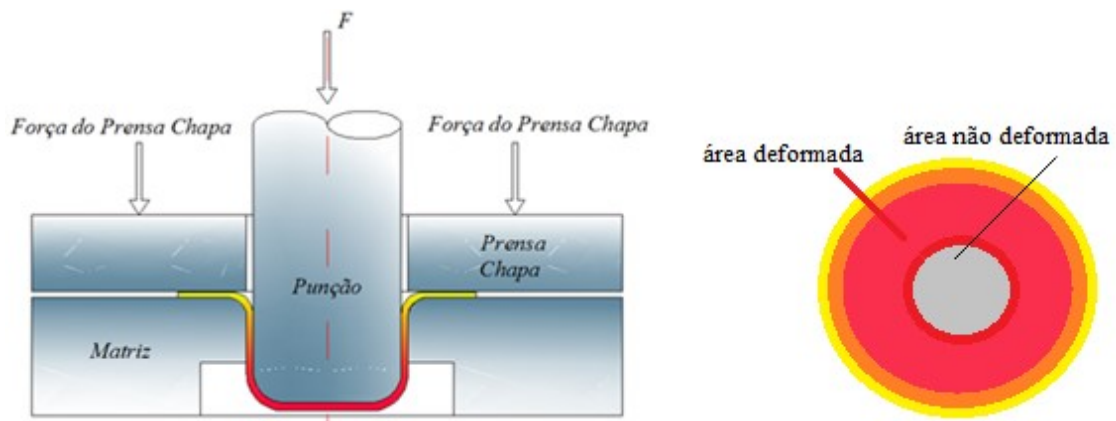 F
Força do Prensa Chapa
Força do Prensa Chapa
Prensa
Chapa
Punção
Matriz
área não deformada
área deformada